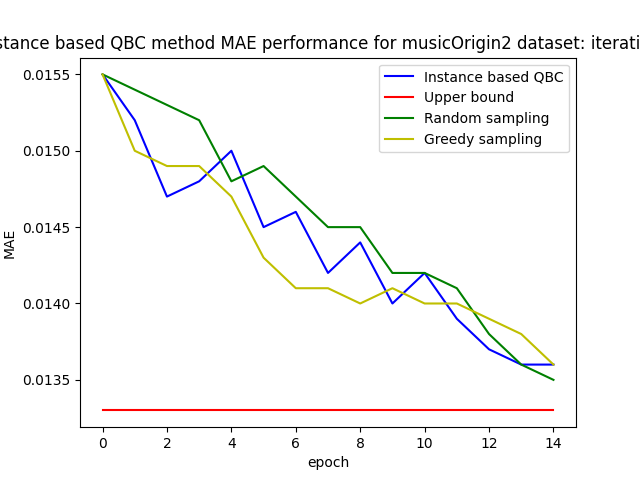 stance based QBC method MAE performance for musicOrigin2 dataset: iterati
Instance based QBC
Upper bound
Random sampling
Greedy sampling
0.0155
0.0150
0.0145
0.0140
0.0135
MAE
0 2 4 6 8 10 12 14
epoch